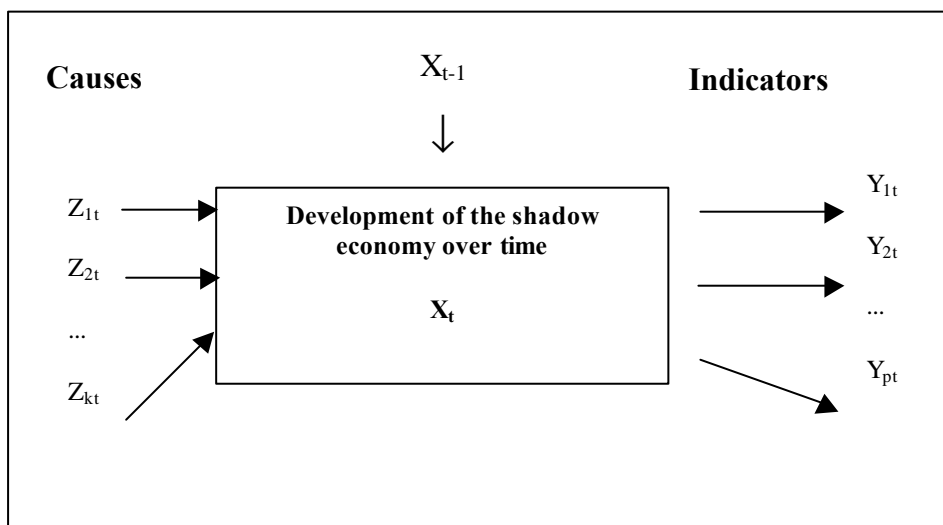 Causes
X_{t-1}
Indicators
Z_{1t}
Z_{2t}
...
Z_{kt}
Development of the shadow
economy over time
X_t
Y_{1t}
Y_{2t}
...
Y_{pt}